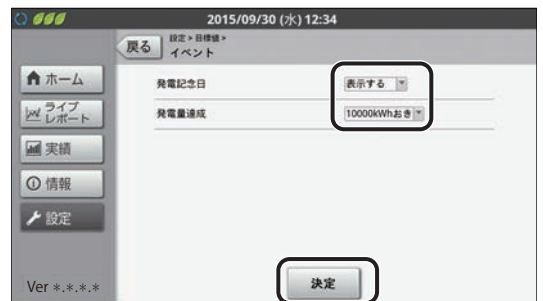 2015/09/30 (水) 12:34
戻る
設定 > 目標値 >
イベント
ホーム
ライブ
レポート
実績
情報
設定
発電記念日
表示する
発電量達成
10000kWhおき
決定
Ver *.*.*.*